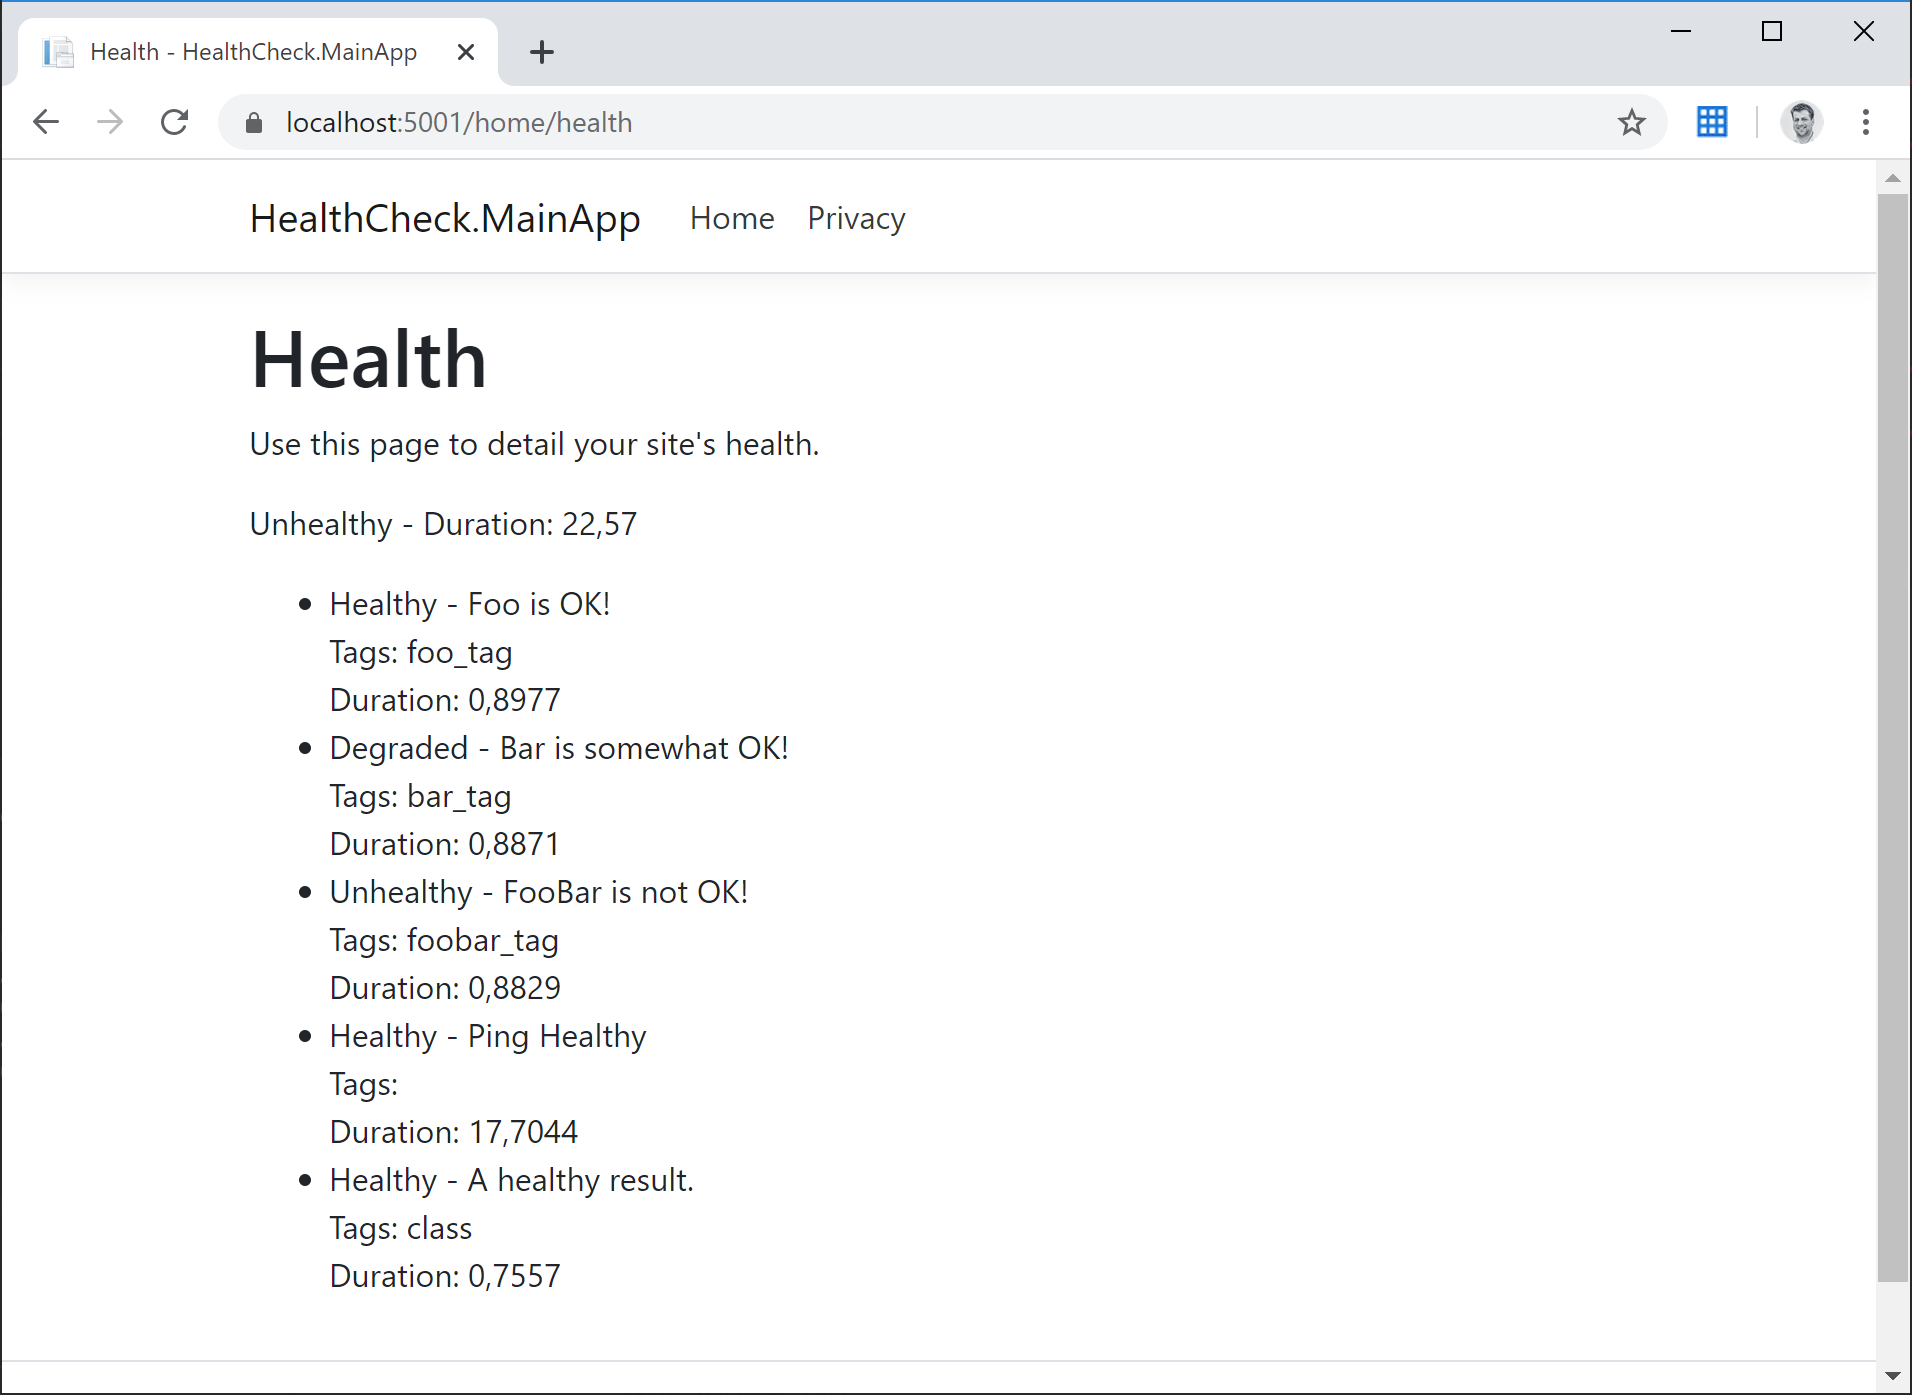 Health - HealthCheck.MainApp
localhost:5001/home/health
HealthCheck.MainApp Home Privacy
Health
Use this page to detail your site's health.
Unhealthy - Duration: 22,57
Healthy - Foo is OK!
Tags: foo_tag
Duration: 0,8977
Degraded - Bar is somewhat OK!
Tags: bar_tag
Duration: 0,8871
Unhealthy - FooBar is not OK!
Tags: foobar_tag
Duration: 0,8829
Healthy - Ping Healthy
Tags:
Duration: 17,7044
Healthy - A healthy result.
Tags: class
Duration: 0,7557